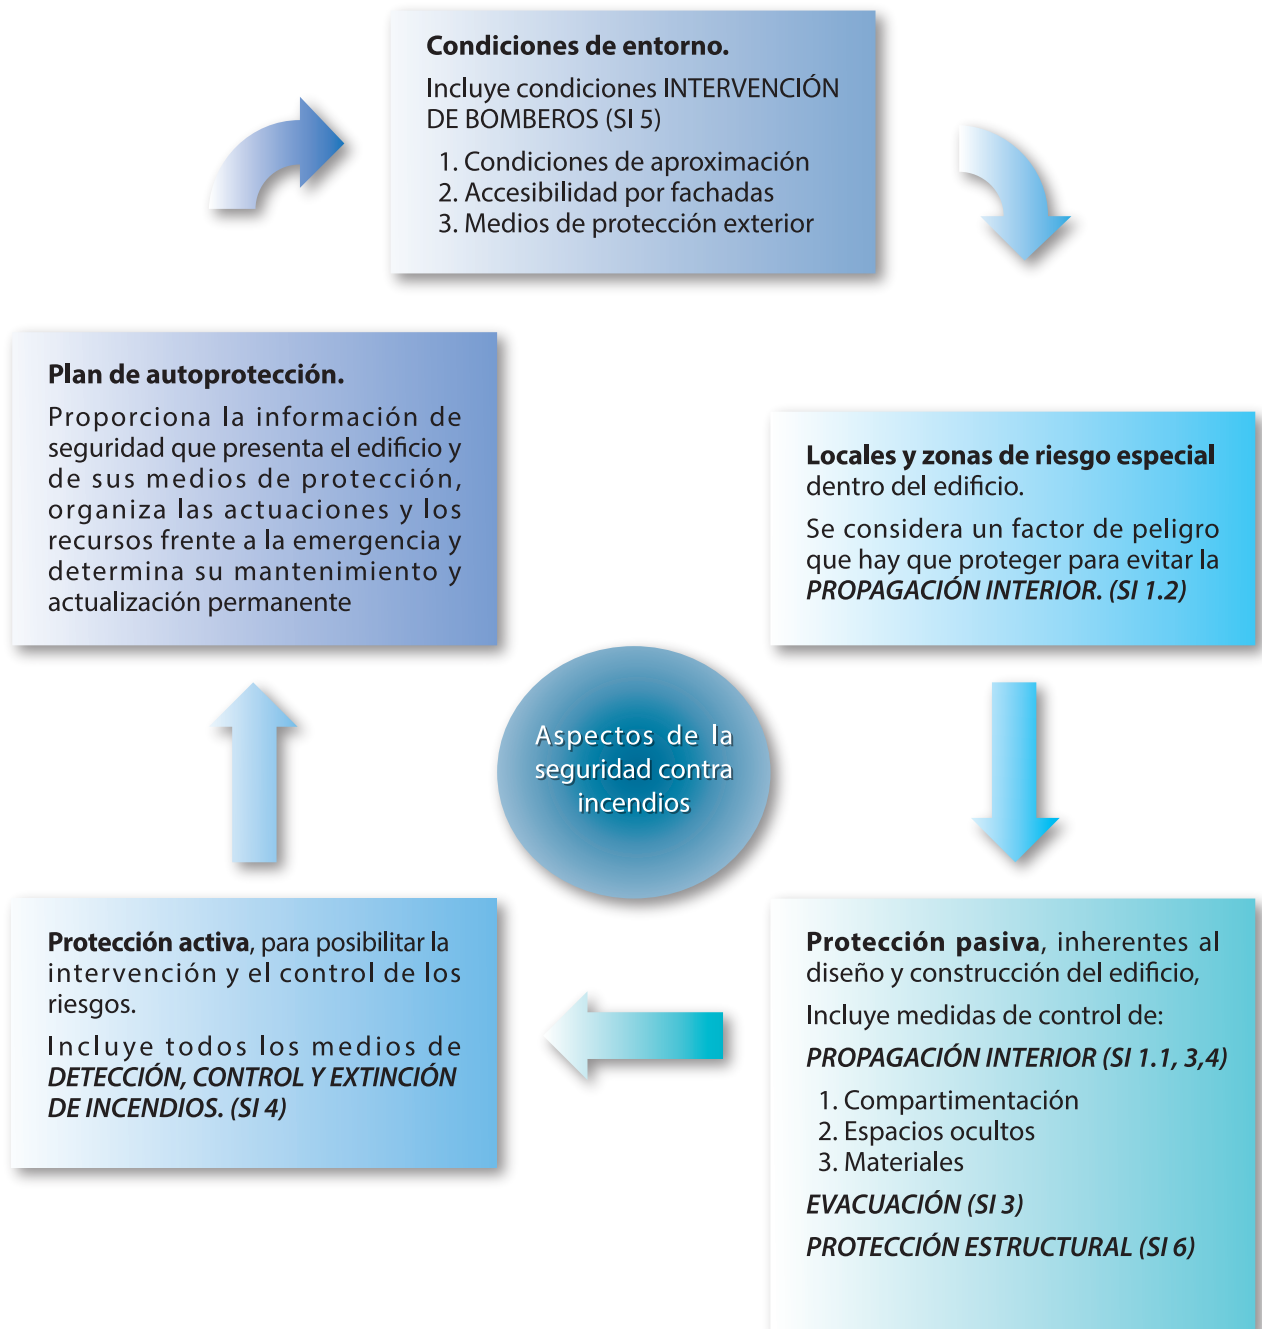 Condiciones de entorno.
Incluye condiciones INTERVENCIÓN
DE BOMBEROS (SI 5)
1. Condiciones de aproximación
2. Accesibilidad por fachadas
3. Medios de protección exterior
Plan de autoprotección.
Proporciona la información de
seguridad que presenta el edificio y
de sus medios de protección,
organiza las actuaciones y los
recursos frente a la emergencia y
determina su mantenimiento y
actualización permanente
Locales y zonas de riesgo especial
dentro del edificio.
Se considera un factor de peligro
que hay que proteger para evitar la
PROPAGACIÓN INTERIOR. (SI 1.2)
Aspectos de la
seguridad contra
incendios
Protección activa, para posibilitar la
intervención y el control de los
riesgos.
Incluye todos los medios de
DETECCIÓN, CONTROL Y EXTINCIÓN
DE INCENDIOS. (SI 4)
Protección pasiva, inherentes al
diseño y construcción del edificio,
Incluye medidas de control de:
PROPAGACIÓN INTERIOR (SI 1.1, 3,4)
1. Compartimentación
2. Espacios ocultos
3. Materiales
EVACUACIÓN (SI 3)
PROTECCIÓN ESTRUCTURAL (SI 6)